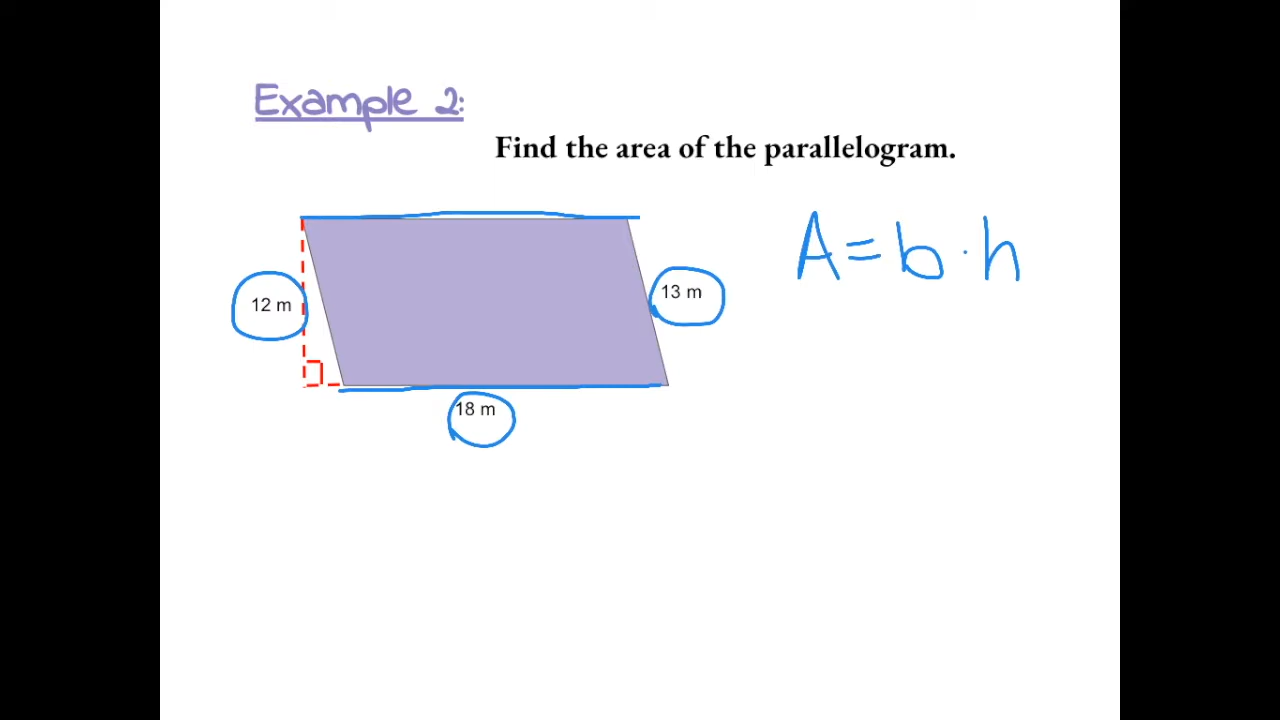 Example 2:
Find the area of the parallelogram.
A = b · h
12 m
13 m
18 m